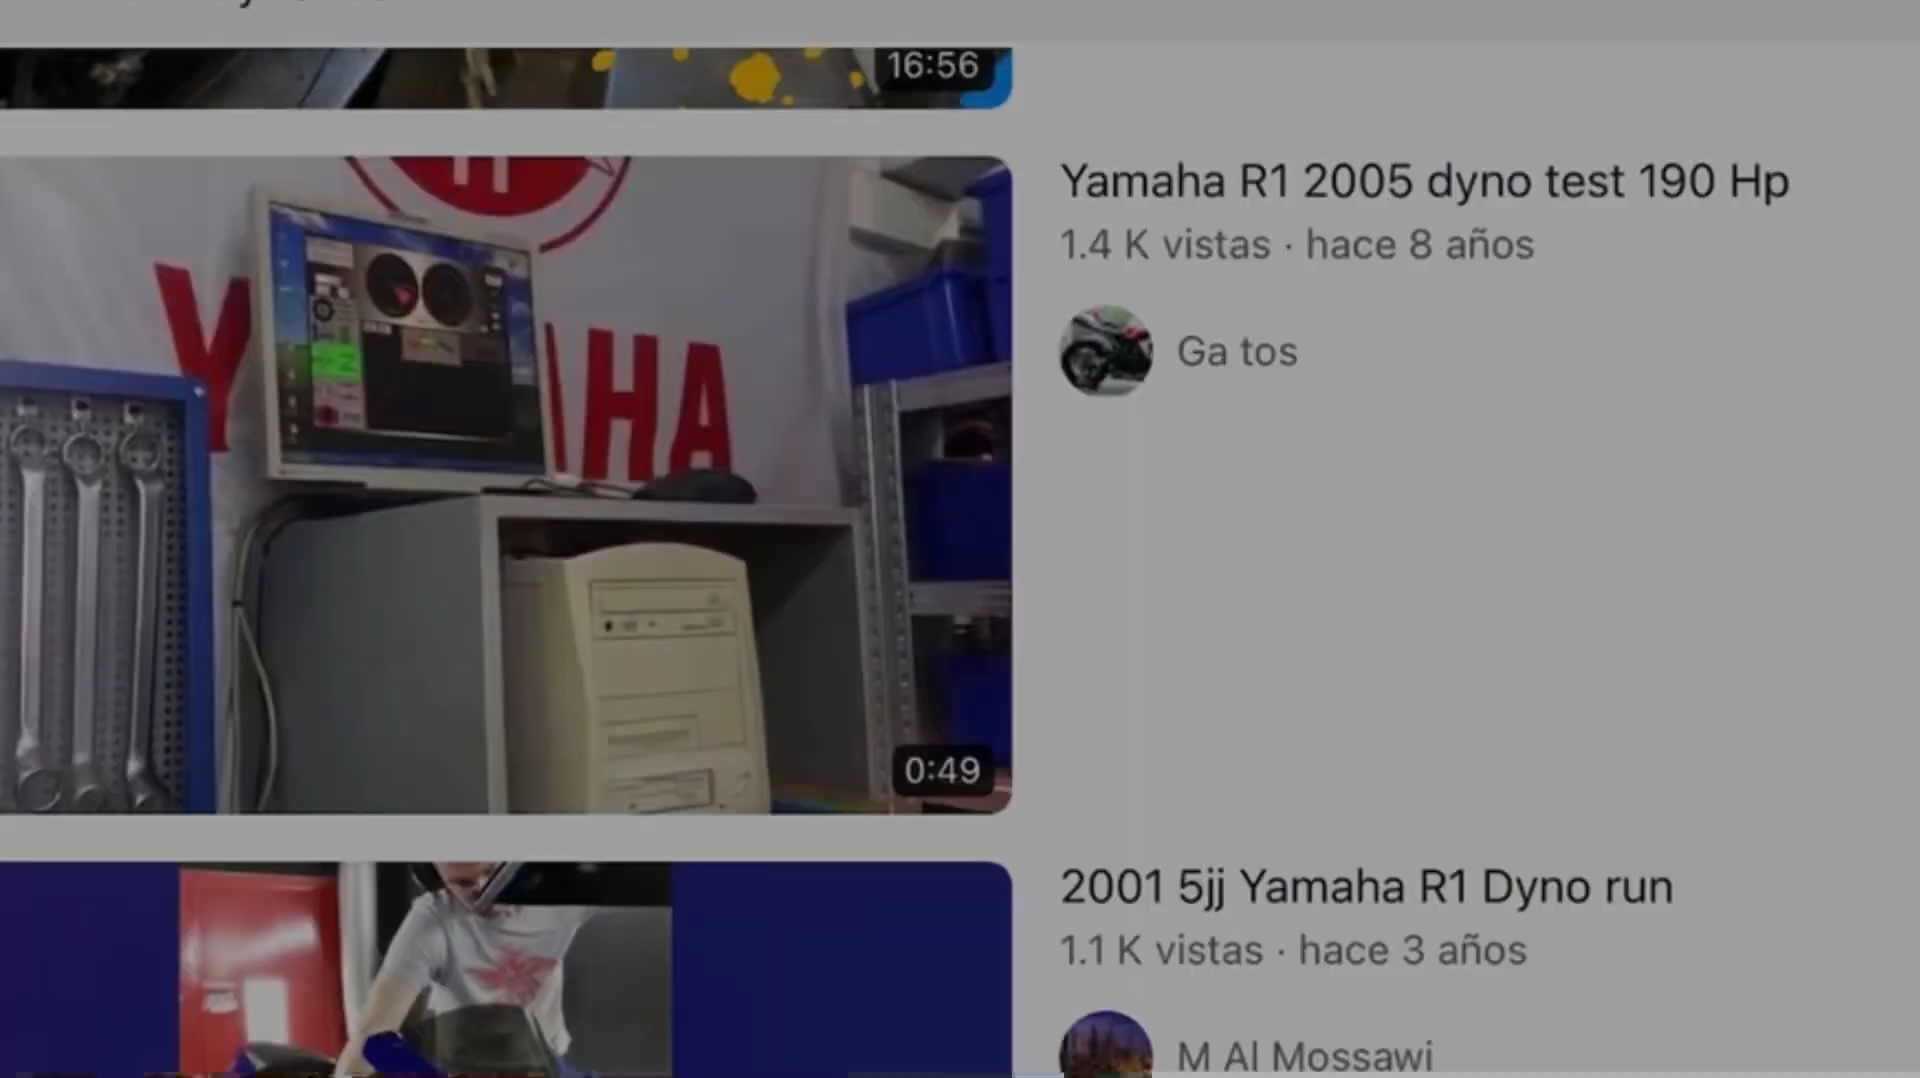 16:56
Yamaha R1 2005 dyno test 190 Hp
1.4 K vistas · hace 8 años
Ga tos
Y AHA
0:49
2001 5jj Yamaha R1 Dyno run
1.1 K vistas · hace 3 años
M Al Mossawi